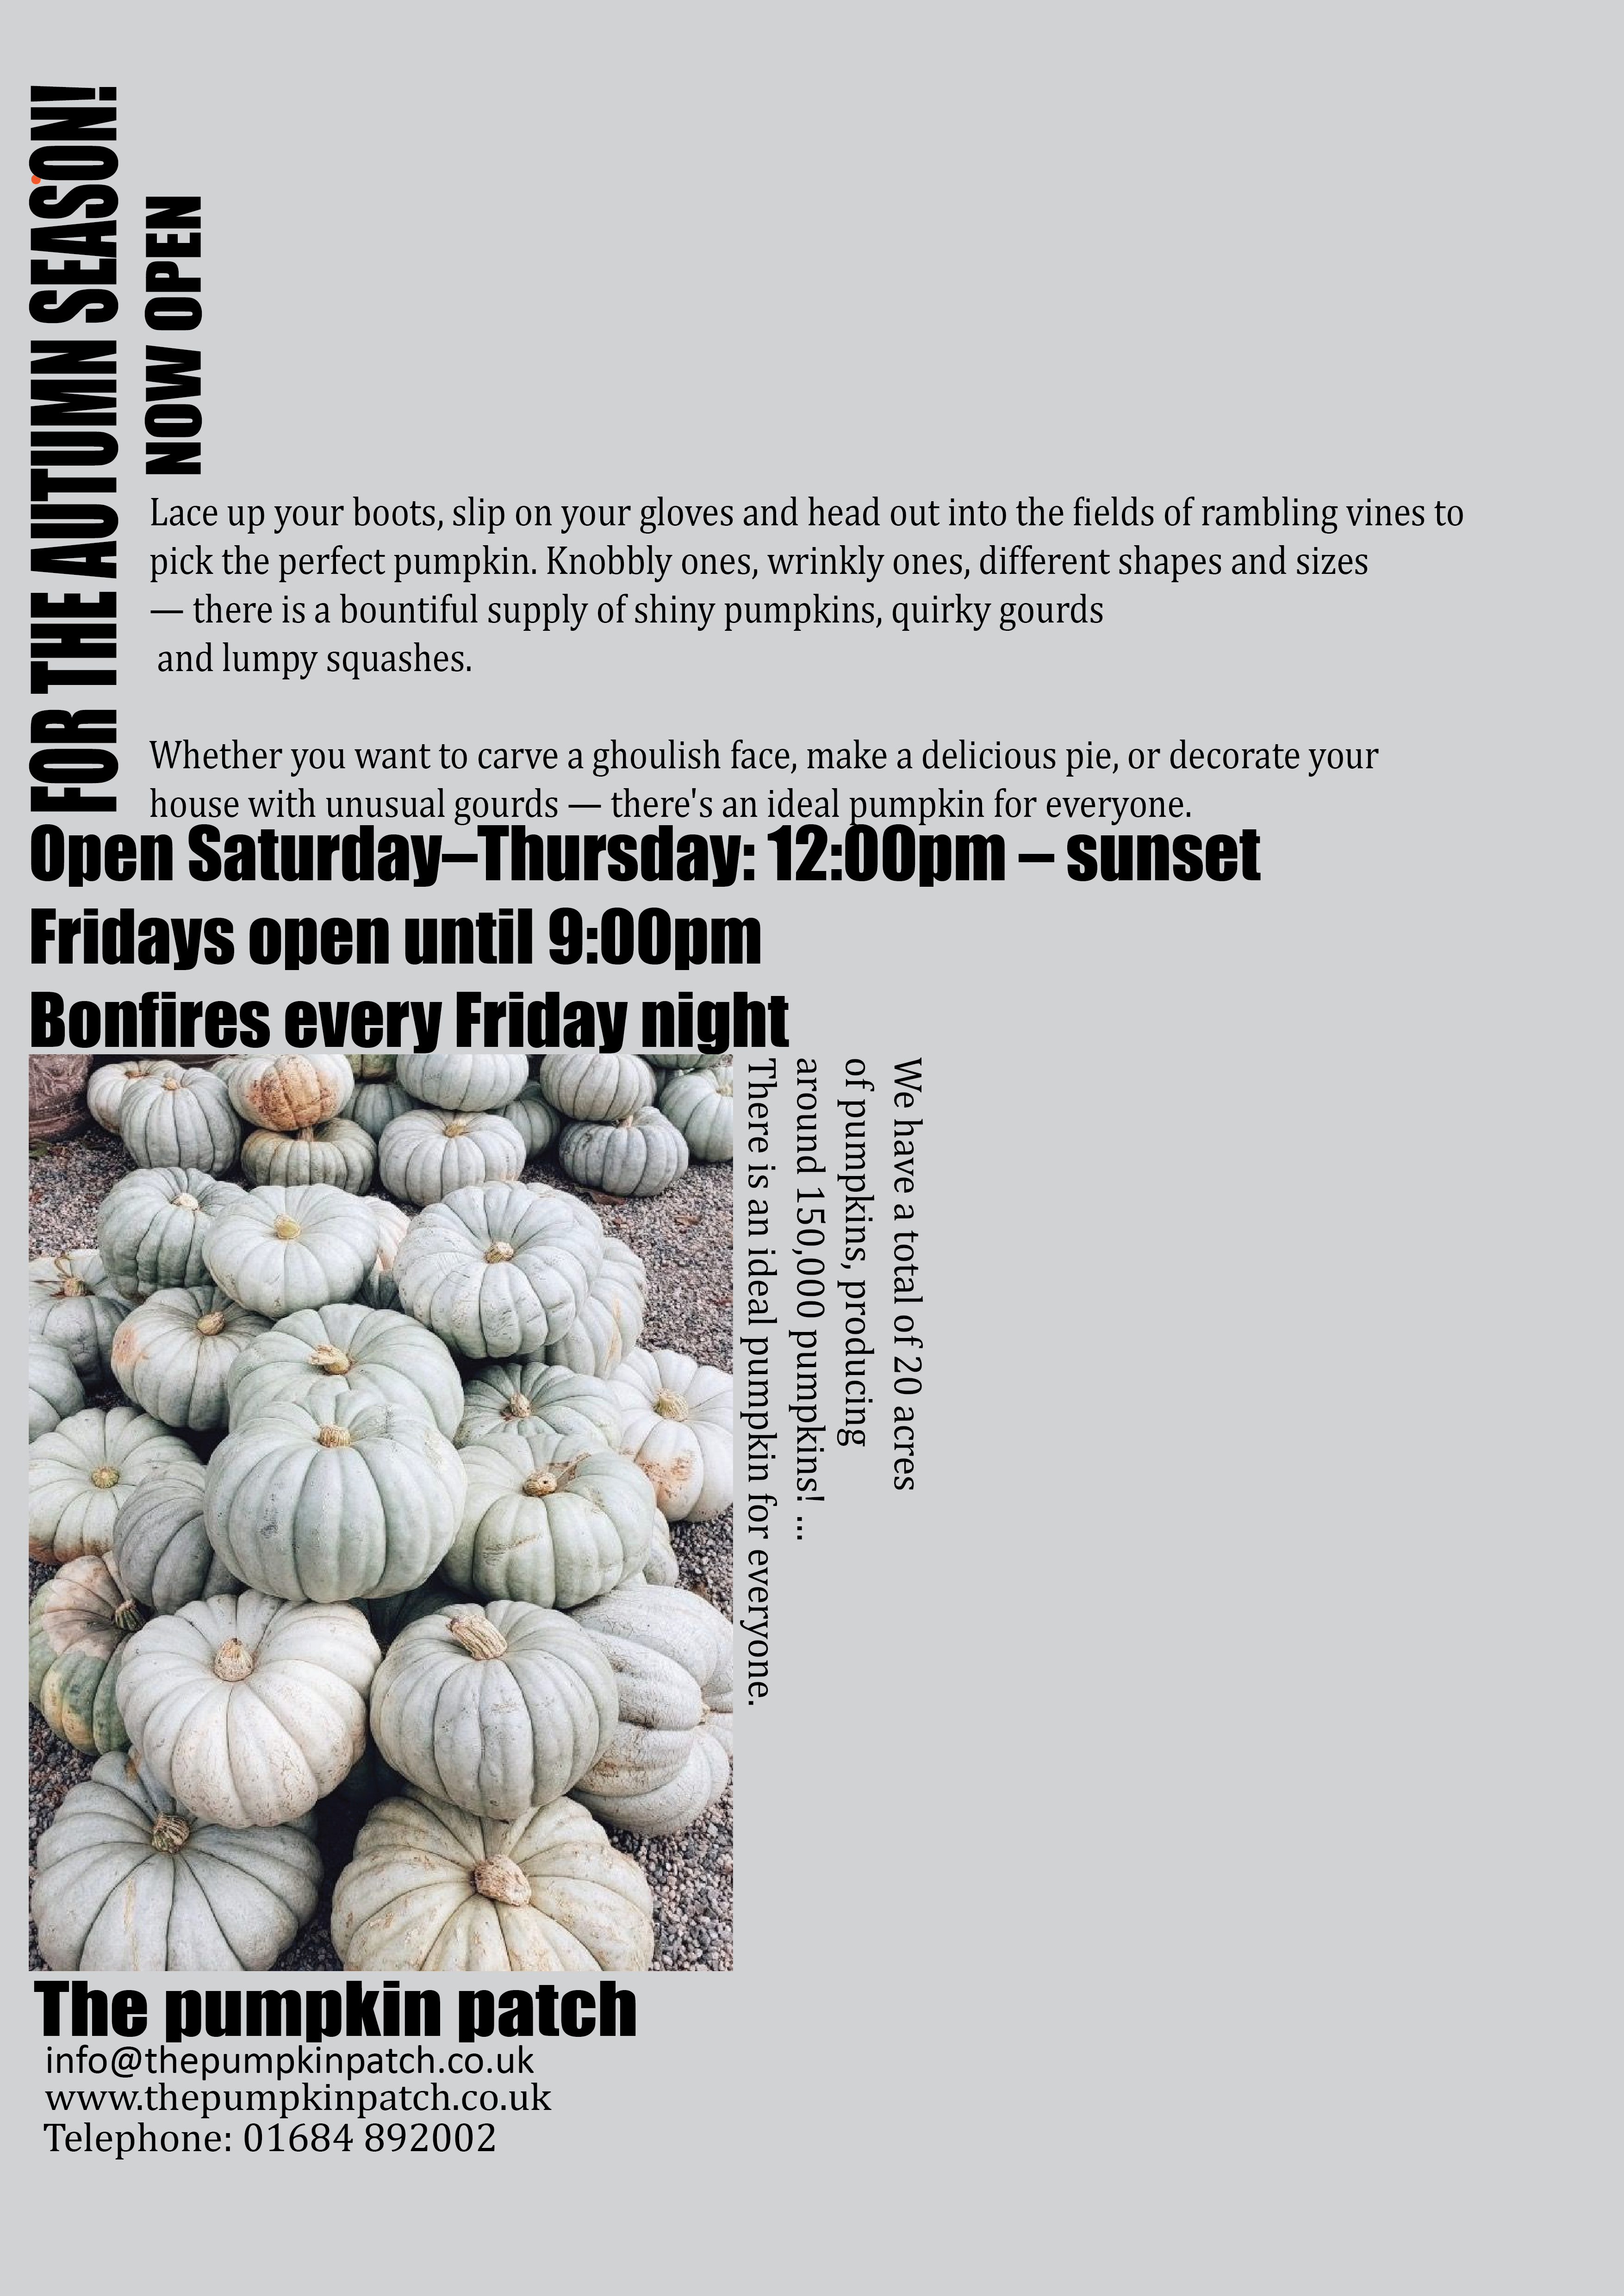 FOR THE AUTUMN SEASON!
NOW OPEN
Lace up your boots, slip on your gloves and head out into the fields of rambling vines to
pick the perfect pumpkin. Knobbly ones, wrinkly ones, different shapes and sizes
— there is a bountiful supply of shiny pumpkins, quirky gourds
and lumpy squashes.
Whether you want to carve a ghoulish face, make a delicious pie, or decorate your
house with unusual gourds — there's an ideal pumpkin for everyone.
Open Saturday–Thursday: 12:00pm – sunset
Fridays open until 9:00pm
Bonfires every Friday night
We have a total of 20 acres
of pumpkins, producing
around 150,000 pumpkins! ...
There is an ideal pumpkin for everyone.
The pumpkin patch
info@thepumpkinpatch.co.uk
www.thepumpkinpatch.co.uk
Telephone: 01684 892002